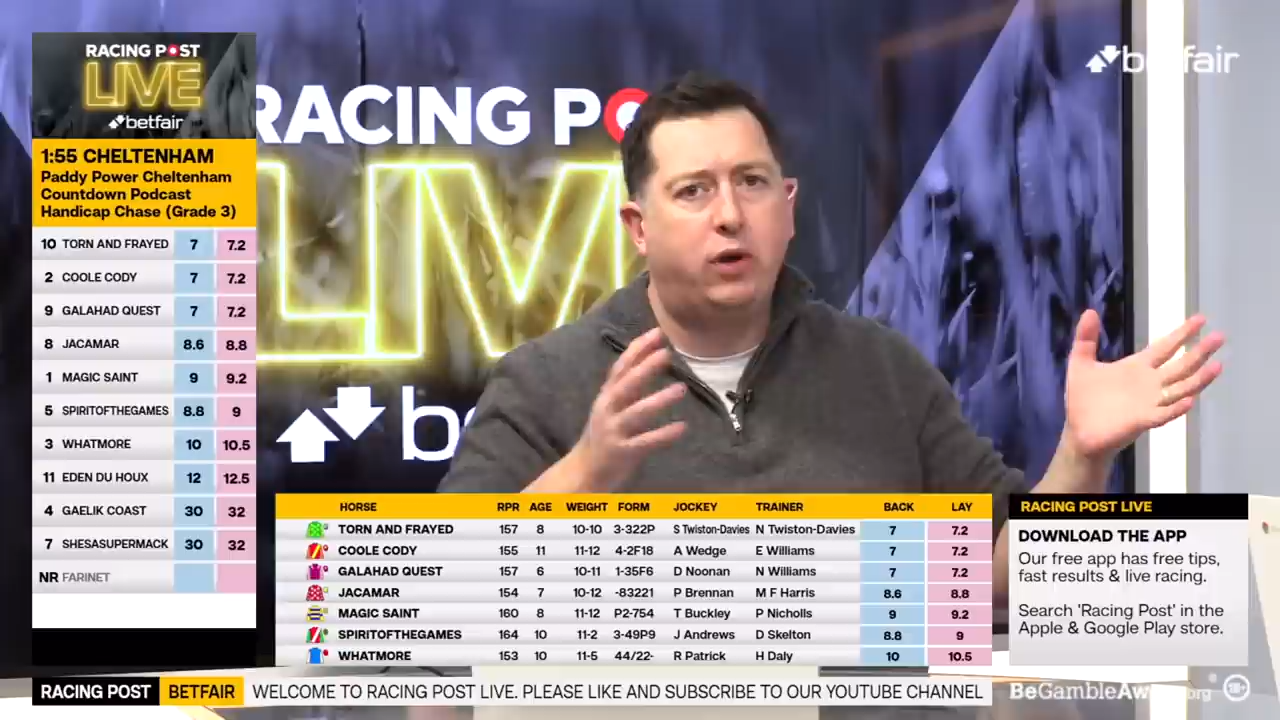 RACING POST
LIVE
betfair
1:55 CHELTENHAM
Paddy Power Cheltenham
Countdown Podcast
Handicap Chase (Grade 3)
10 TORN AND FRAYED 7 7.2
2 COOLE CODY 7 7.2
9 GALAHAD QUEST 7 7.2
8 JACAMAR 8.6 8.8
1 MAGIC SAINT 9 9.2
5 SPIRITOFTHEGAMES 8.8 9
3 WHATMORE 10 10.5
11 EDEN DU HOUX 12 12.5
4 GAELIK COAST 30 32
7 SHESASUPERMACK 30 32
NR FARINET
RACING PO
LIV
be
betfair
HORSE RPR AGE WEIGHT FORM JOCKEY TRAINER BACK LAY
TORN AND FRAYED 157 8 10-10 3-322P S Twiston-Davies N Twiston-Davies 7 7.2
COOLE CODY 155 11 11-12 4-2F18 A Wedge E Williams 7 7.2
GALAHAD QUEST 157 6 10-11 1-35F6 D Noonan N Williams 7 7.2
JACAMAR 154 7 10-12 -83221 P Brennan M F Harris 8.6 8.8
MAGIC SAINT 160 8 11-12 P2-754 T Buckley P Nicholls 9 9.2
SPIRITOFTHEGAMES 164 10 11-2 3-49P9 J Andrews D Skelton 8.8 9
WHATMORE 153 10 11-5 44/22- R Patrick H Daly 10 10.5
RACING POST LIVE
DOWNLOAD THE APP
Our free app has free tips,
fast results & live racing.
Search 'Racing Post' in the
Apple & Google Play store.
RACING POST BETFAIR WELCOME TO RACING POST LIVE. PLEASE LIKE AND SUBSCRIBE TO OUR YOUTUBE CHANNEL
BeGambleAware.org 18+